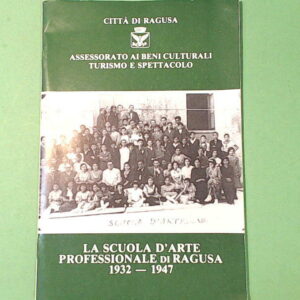 CITTÀ DI RAGUSA
ASSESSORATO AI BENI CULTURALI
TURISMO E SPETTACOLO
SCUOLA D'ARTE
LA SCUOLA D'ARTE
PROFESSIONALE DI RAGUSA
1932 — 1947